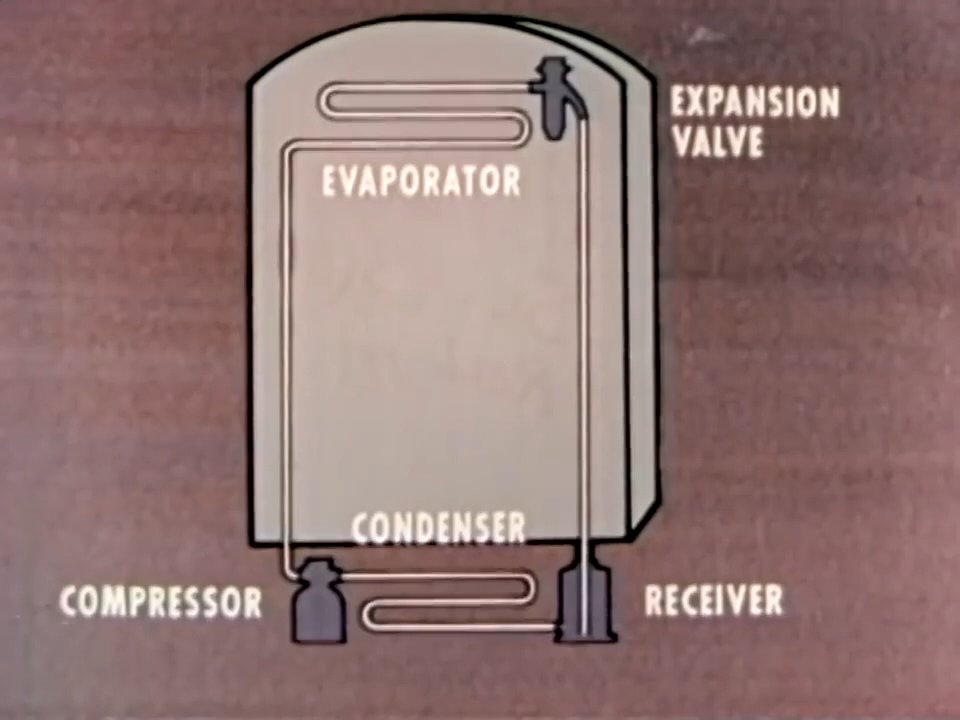 EXPANSION
VALVE
EVAPORATOR
CONDENSER
COMPRESSOR
RECEIVER